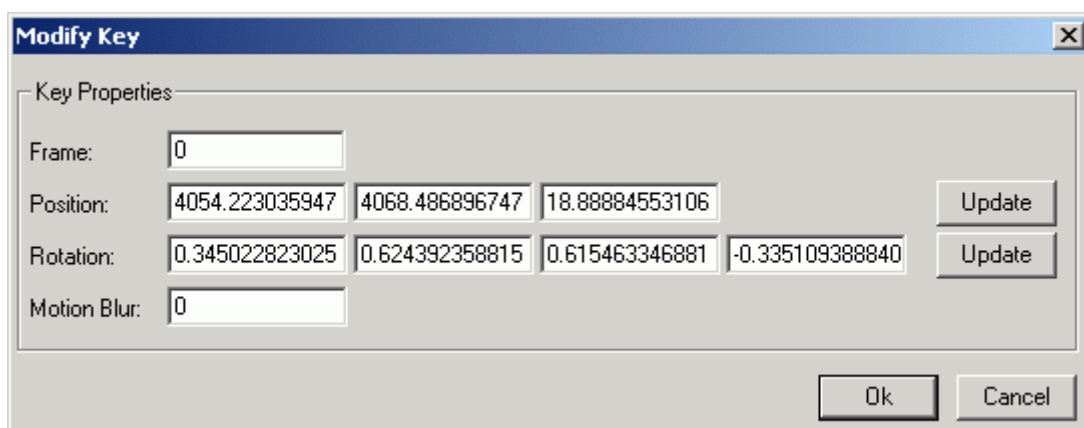 Modify Key
Key Properties
Frame: 0
Position: 4054.223035947 4068.486896747 18.88884553106 Update
Rotation: 0.345022823025 0.624392358815 0.615463346881 -0.335109388840 Update
Motion Blur: 0
Ok Cancel